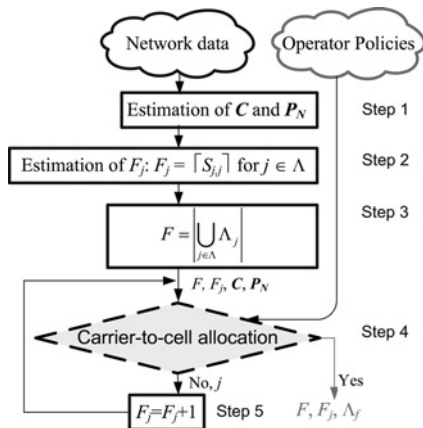 Network data
Operator Policies
Estimation of C and P_N
Step 1
Estimation of F_j: F_j = ⌈S_{j,j}⌉ for j ∈ Λ
Step 2
Step 3
F = |⋃_{j∈Λ} Λ_j|
F, F_j, C, P_N
Carrier-to-cell allocation
Step 4
No, j
Yes
F_j=F_j+1
Step 5
F, F_j, Λ_f